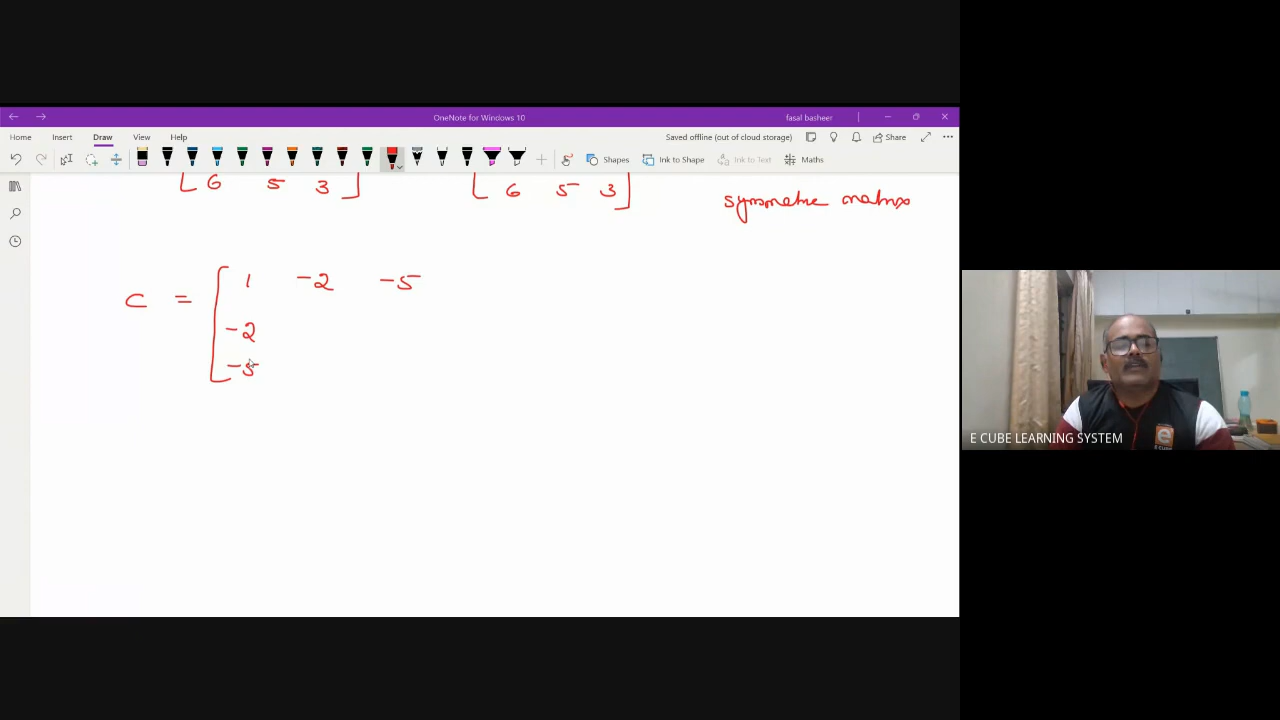 OneNote for Windows 10
fasal basheer
Home Insert Draw View Help
Saved offline (out of cloud storage)
Share
Shapes
Ink to Shape
Ink to Text
Maths
6 5 3
6 5 3
symmetric matrix
C = 1 -2 -5
-2
-5
E CUBE LEARNING SYSTEM